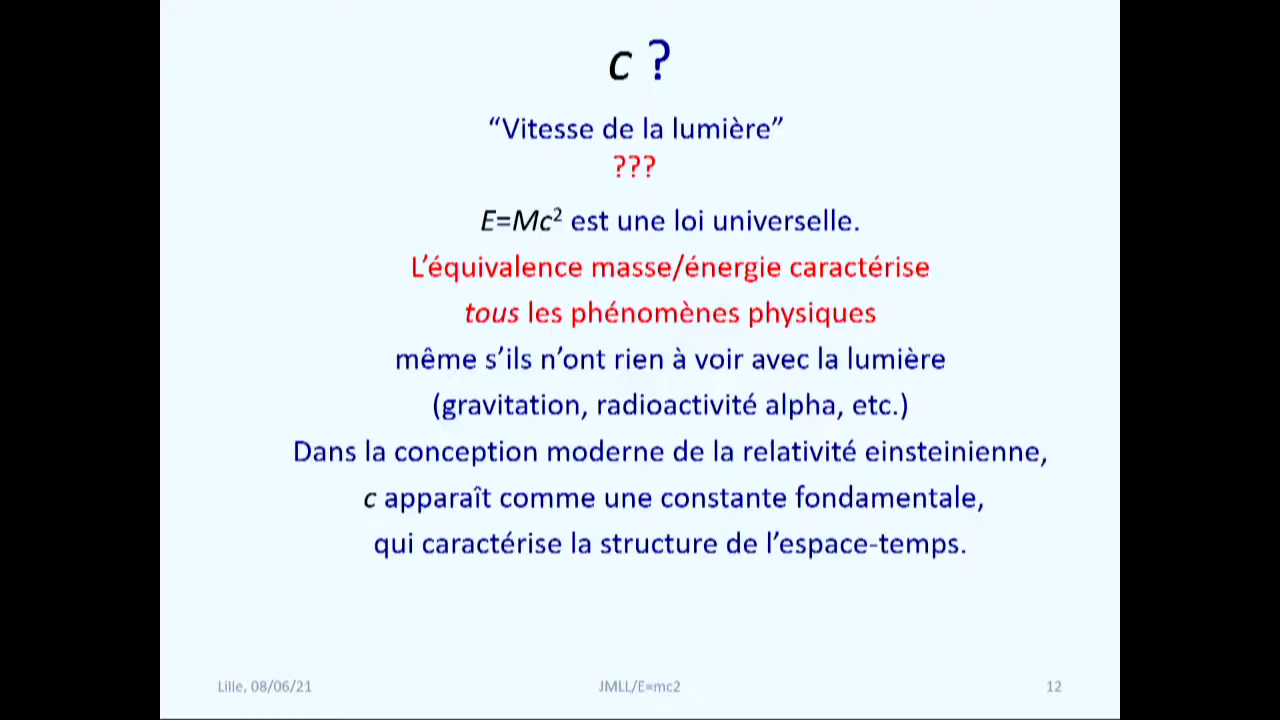 c ?
“Vitesse de la lumière”
???
E=Mc² est une loi universelle.
L’équivalence masse/énergie caractérise
tous les phénomènes physiques
même s’ils n’ont rien à voir avec la lumière
(gravitation, radioactivité alpha, etc.)
Dans la conception moderne de la relativité einsteinienne,
c apparaît comme une constante fondamentale,
qui caractérise la structure de l’espace-temps.
Lille, 08/06/21 JMLL/E=mc2 12